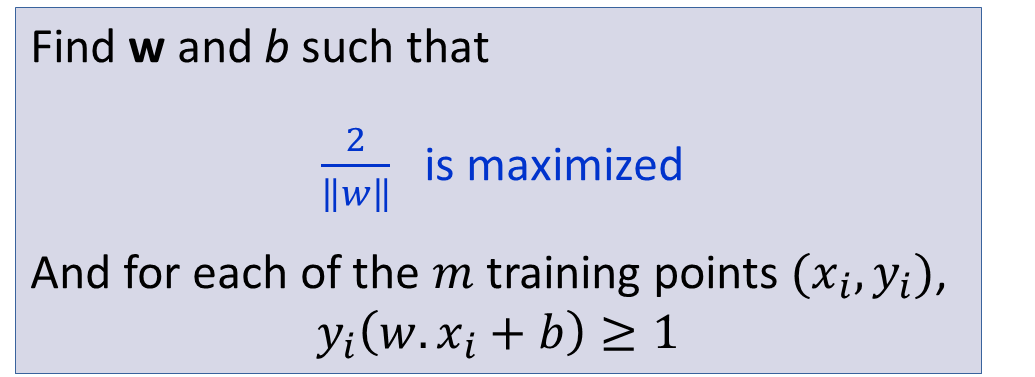 Find w and b such that
2
‖w‖ is maximized
And for each of the m training points (xᵢ, yᵢ),
yᵢ(w. xᵢ + b) ≥ 1